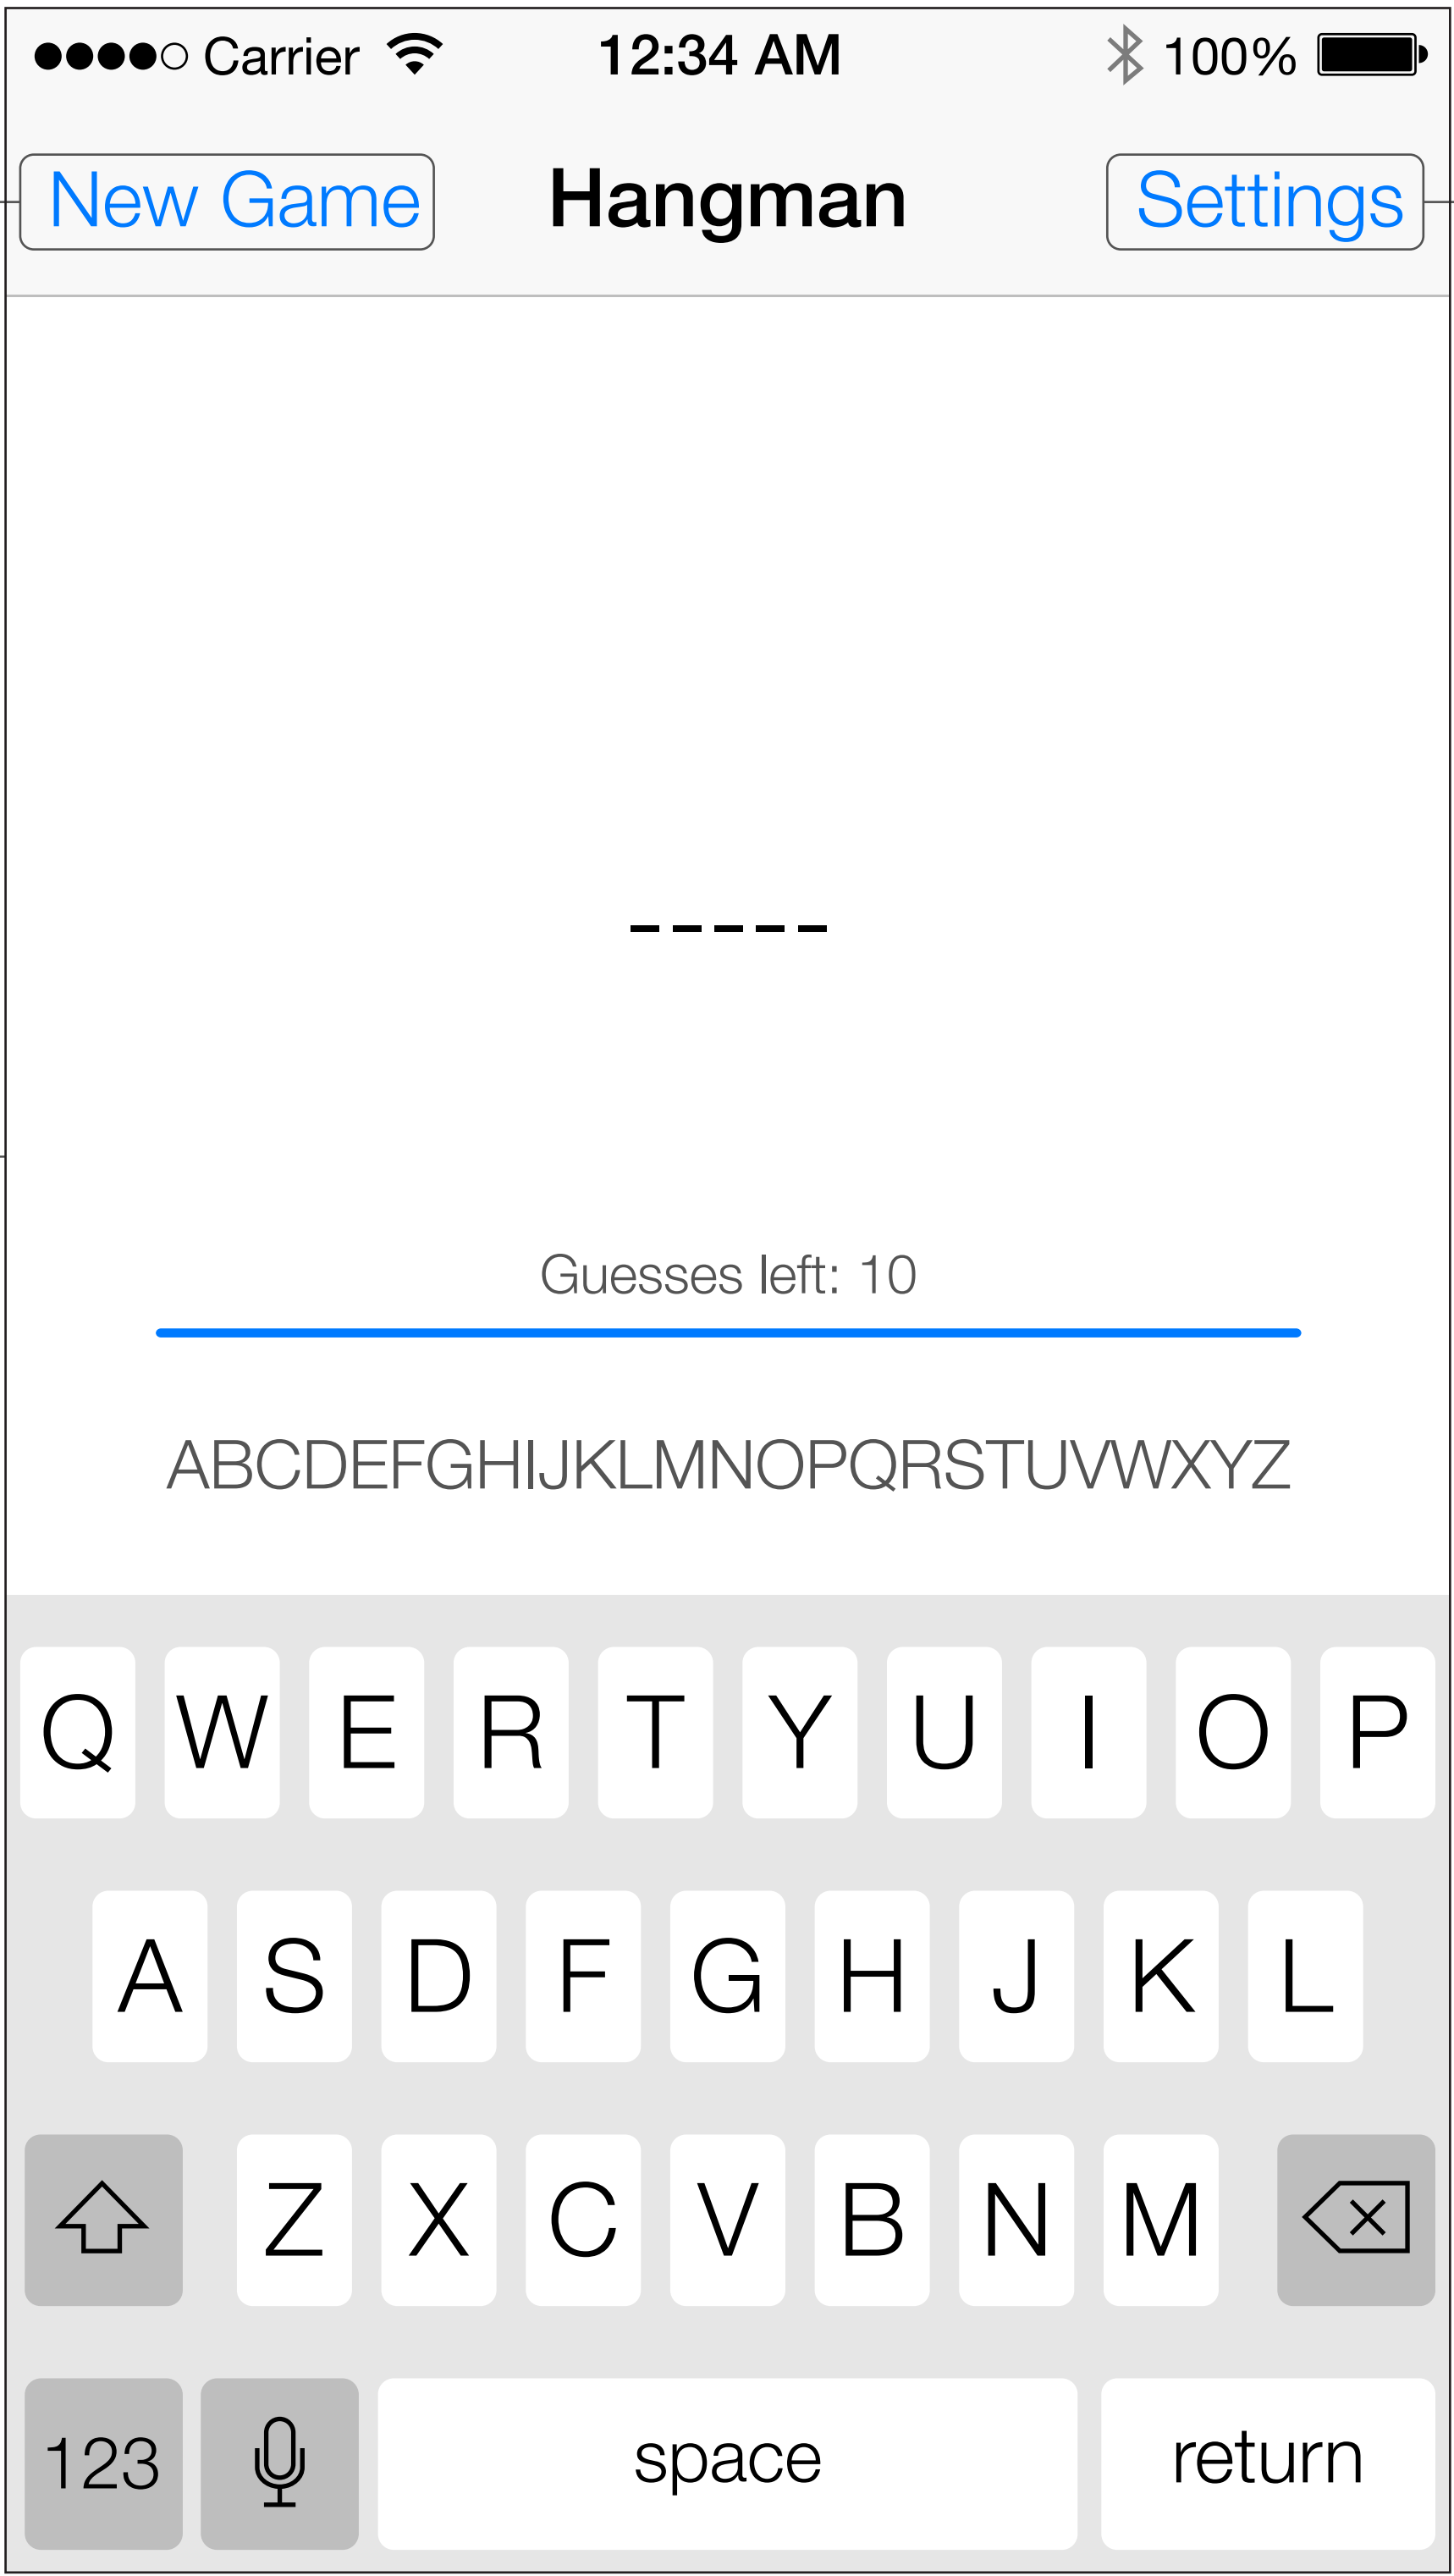 Carrier 12:34 AM 100%
New Game Hangman Settings
-----
Guesses left: 10
ABCDEFGHIJKLMNOPQRSTUVWXYZ
Q W E R T Y U I O P
A S D F G H J K L
Z X C V B N M
123 space return